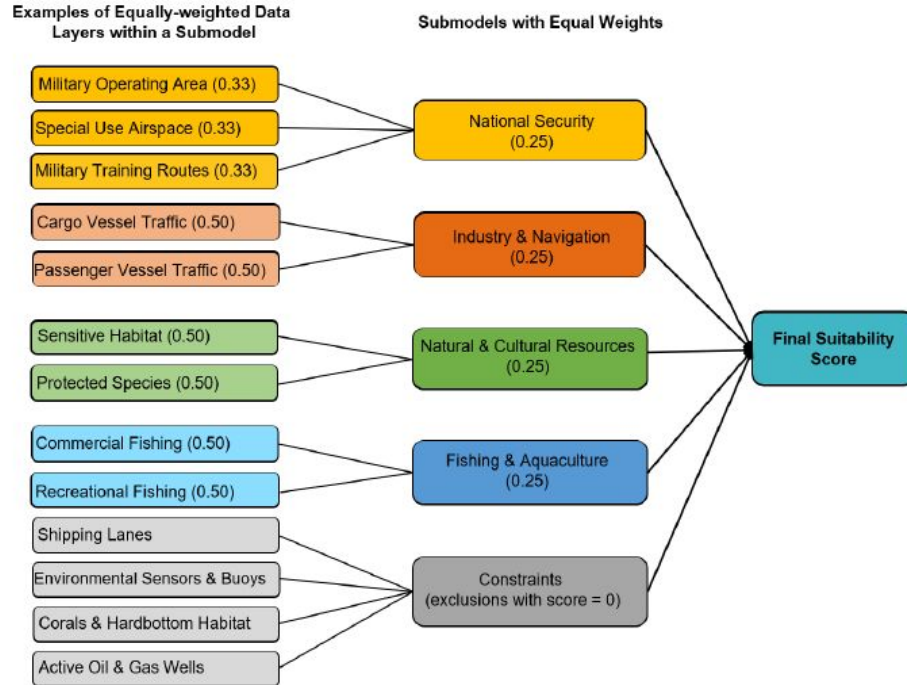 Examples of Equally-weighted Data
Layers within a Submodel
Submodels with Equal Weights
Military Operating Area (0.33)
Special Use Airspace (0.33)
Military Training Routes (0.33)
National Security
(0.25)
Cargo Vessel Traffic (0.50)
Passenger Vessel Traffic (0.50)
Industry & Navigation
(0.25)
Sensitive Habitat (0.50)
Protected Species (0.50)
Natural & Cultural Resources
(0.25)
Commercial Fishing (0.50)
Recreational Fishing (0.50)
Fishing & Aquaculture
(0.25)
Shipping Lanes
Environmental Sensors & Buoys
Corals & Hardbottom Habitat
Active Oil & Gas Wells
Constraints
(exclusions with score = 0)
Final Suitability
Score